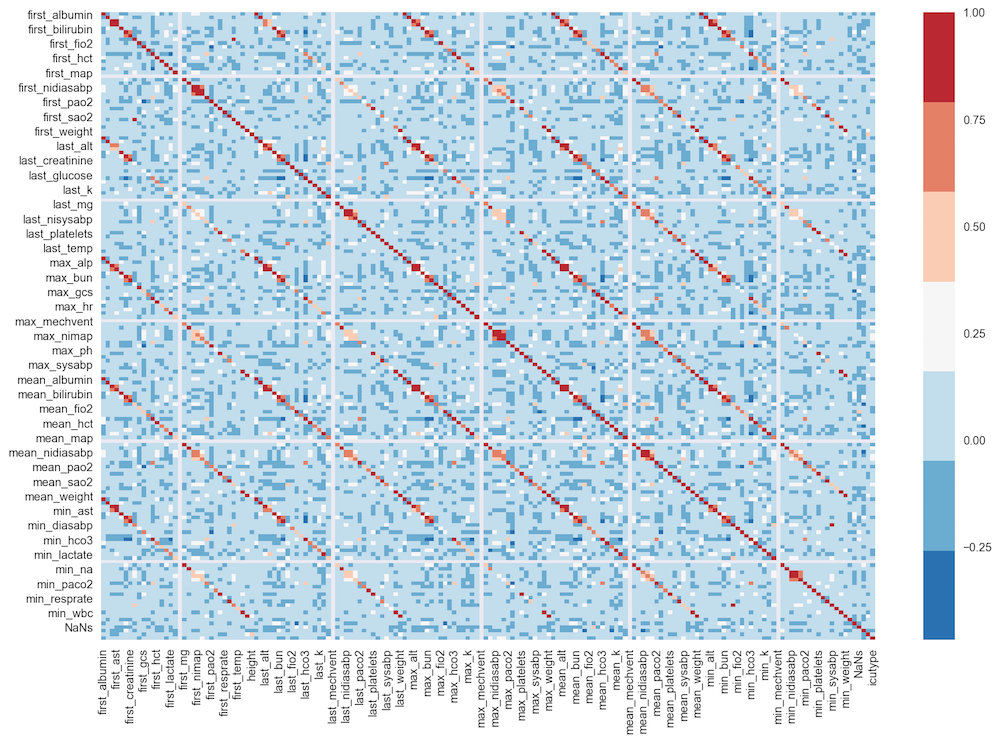 first_albumin
first_bilirubin
first_fio2
first_hct
first_map
first_nidiasabp
first_pao2
first_sao2
first_weight
last_alt
last_creatinine
last_glucose
last_k
last_mg
last_nisysabp
last_platelets
last_temp
max_alp
max_bun
max_gcs
max_hr
max_mechvent
max_nimap
max_ph
max_sysabp
mean_albumin
mean_bilirubin
mean_fio2
mean_hct
mean_map
mean_nidiasabp
mean_pao2
mean_sao2
mean_weight
min_ast
min_diasabp
min_hco3
min_lactate
min_na
min_paco2
min_resprate
min_wbc
NaNs
first_albumin
first_ast
first_creatinine
first_gcs
first_hct
first_lactate
first_mg
first_nimap
first_pao2
first_resprate
first_temp
height
last_alt
last_bun
last_fio2
last_hco3
last_k
last_mechvent
last_nidiasabp
last_paco2
last_platelets
last_sysabp
last_weight
max_alt
max_bun
max_fio2
max_hco3
max_k
max_mechvent
max_nidiasabp
max_paco2
max_platelets
max_sysabp
max_weight
mean_alt
mean_bun
mean_fio2
mean_hco3
mean_k
mean_mechvent
mean_nidiasabp
mean_paco2
mean_platelets
mean_sysabp
mean_weight
min_alt
min_bun
min_fio2
min_hco3
min_k
min_mechvent
min_nidiasabp
min_paco2
min_platelets
min_sysabp
min_weight
NaNs
icutype
1.00
0.75
0.50
0.25
0.00
−0.25